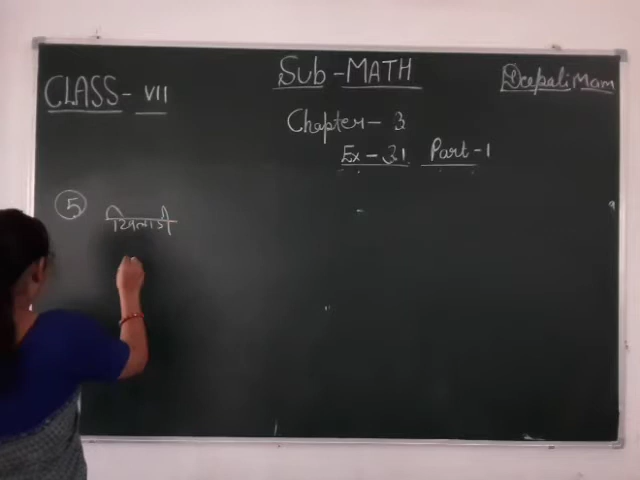 Sub - MATH
Deepali Mam
CLASS - VII
Chapter - 3
Ex - 3.1. Part - 1
5 खिलाड़ी